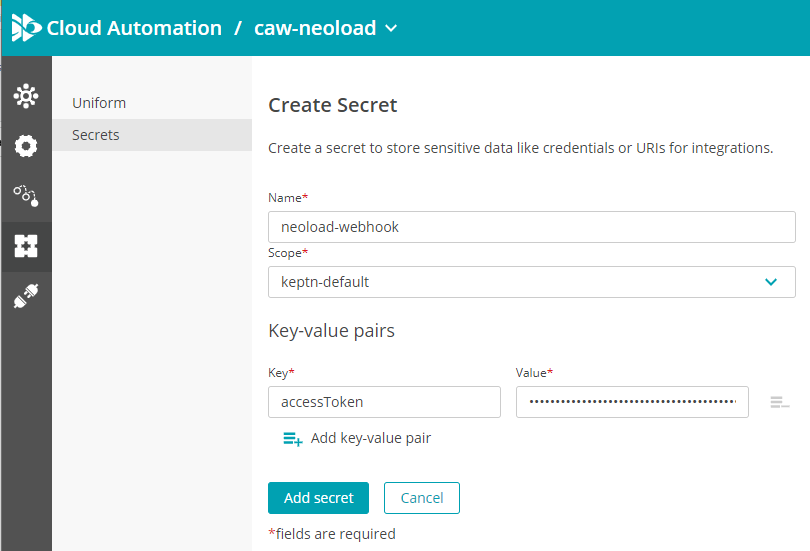 Cloud Automation / caw-neoload
Uniform
Secrets
Create Secret
Create a secret to store sensitive data like credentials or URIs for integrations.
Name*
neoload-webhook
Scope*
keptn-default
Key-value pairs
Key* Value*
accessToken ••••••••••••••••••••••••••••••••••••••••
Add key-value pair
Add secret Cancel
*fields are required